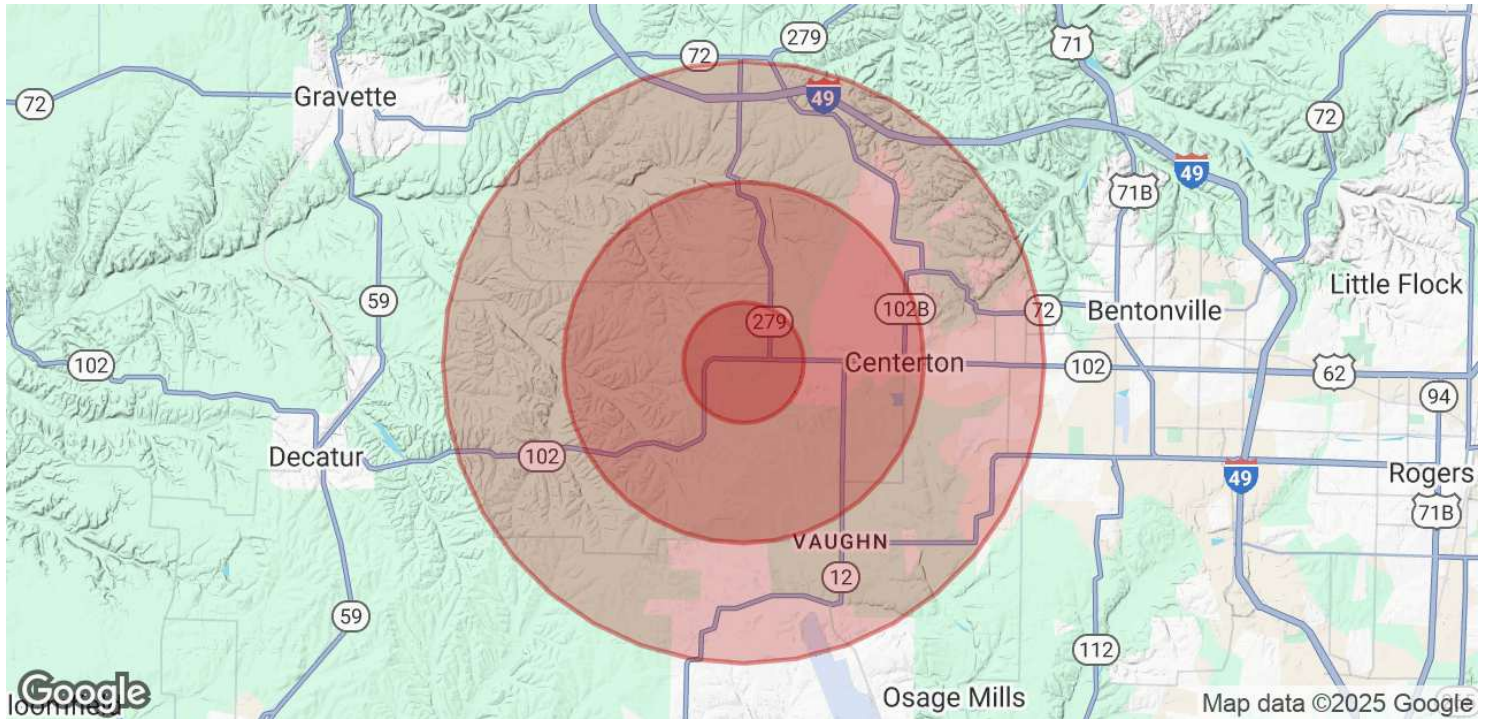 72
279
71
Gravette
49
72
72
49
71B
Little Flock
59
279
102B
72
Bentonville
102
Centerton
102
62
94
Decatur
102
49
Rogers
71B
VAUGHN
12
59
112
Osage Mills
Google
Map data ©2025 Google